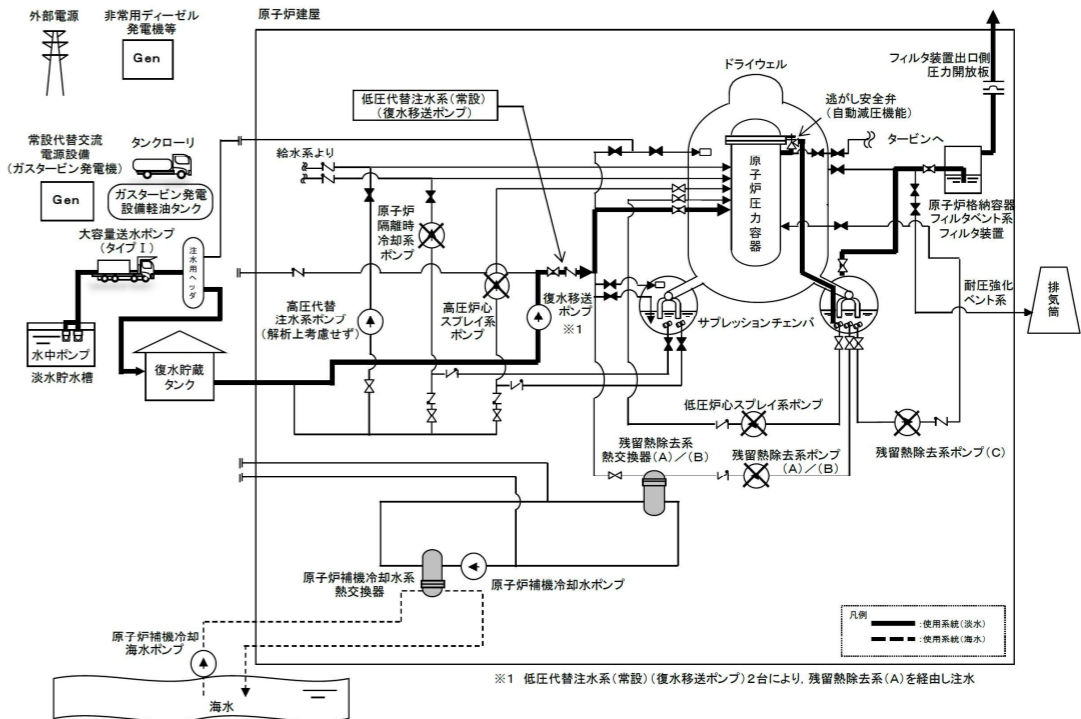 外部電源
非常用ディーゼル
発電機等
Gen
原子炉建屋
常設代替交流
電源設備
(ガスタービン発電機)
Gen
タンクローリ
ガスタービン発電
設備軽油タンク
大容量送水ポンプ
(タイプⅠ)
注水用ヘッダ
水中ポンプ
淡水貯水槽
復水貯蔵
タンク
低圧代替注水系(常設)
(復水移送ポンプ)
給水系より
原子炉
隔離時
冷却系
ポンプ
高圧代替
注水系ポンプ
(解析上考慮せず)
高圧炉心
スプレイ系
ポンプ
復水移送
ポンプ
※1
ドライウェル
原子炉圧力容器
逃がし安全弁
(自動減圧機能)
タービンへ
フィルタ装置出口側
圧力開放板
原子炉格納容器
フィルタベント系
フィルタ装置
耐圧強化
ベント系
排気筒
サプレッションチェンバ
低圧炉心スプレイ系ポンプ
残留熱除去系
熱交換器(A)/(B)
残留熱除去系ポンプ
(A)/(B)
残留熱除去系ポンプ(C)
原子炉補機冷却水系
熱交換器
原子炉補機冷却水ポンプ
原子炉補機冷却
海水ポンプ
海水
凡例
:使用系統(淡水)
:使用系統(海水)
※1 低圧代替注水系(常設)(復水移送ポンプ)2台により,残留熱除去系(A)を経由し注水